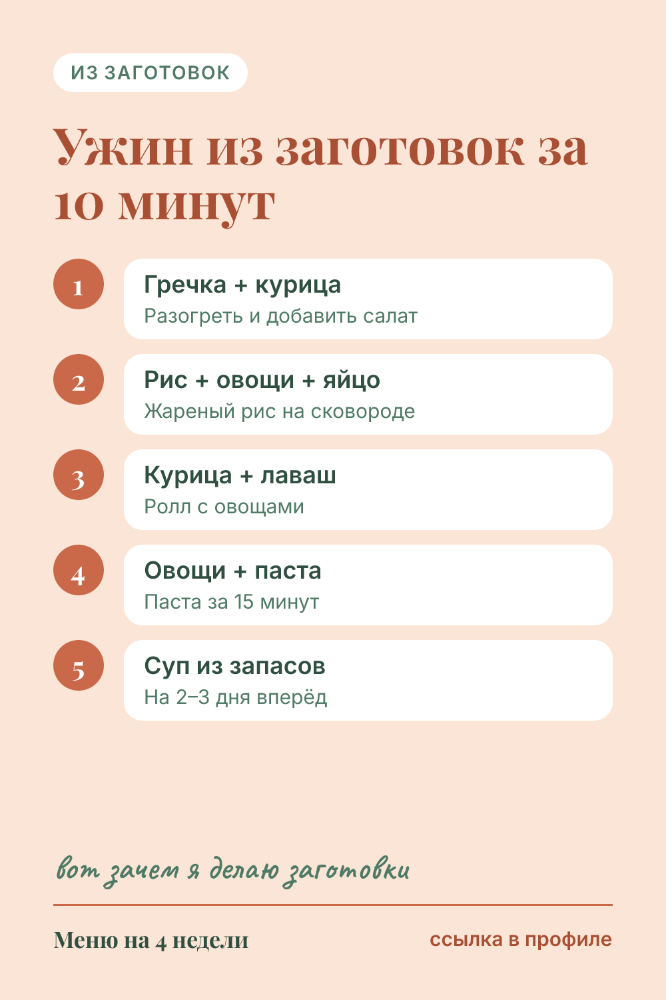 ИЗ ЗАГОТОВОК
Ужин из заготовок за
10 минут
1
Гречка + курица
Разогреть и добавить салат
2
Рис + овощи + яйцо
Жареный рис на сковороде
3
Курица + лаваш
Ролл с овощами
4
Овощи + паста
Паста за 15 минут
5
Суп из запасов
На 2–3 дня вперёд
вот зачем я делаю заготовки
Меню на 4 недели
ссылка в профиле